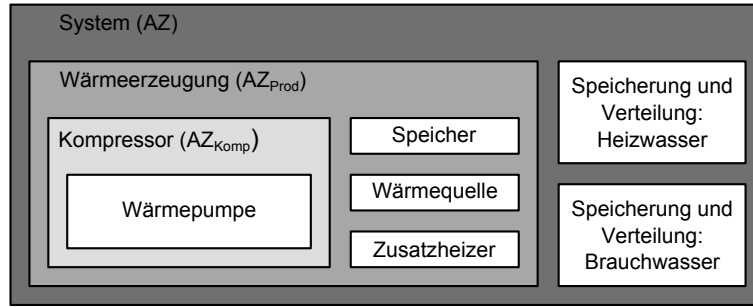 System (AZ)
Wärmeerzeugung (AZProd)
Kompressor (AZKomp)
Wärmepumpe
Speicher
Wärmequelle
Zusatzheizer
Speicherung und
Verteilung:
Heizwasser
Speicherung und
Verteilung:
Brauchwasser